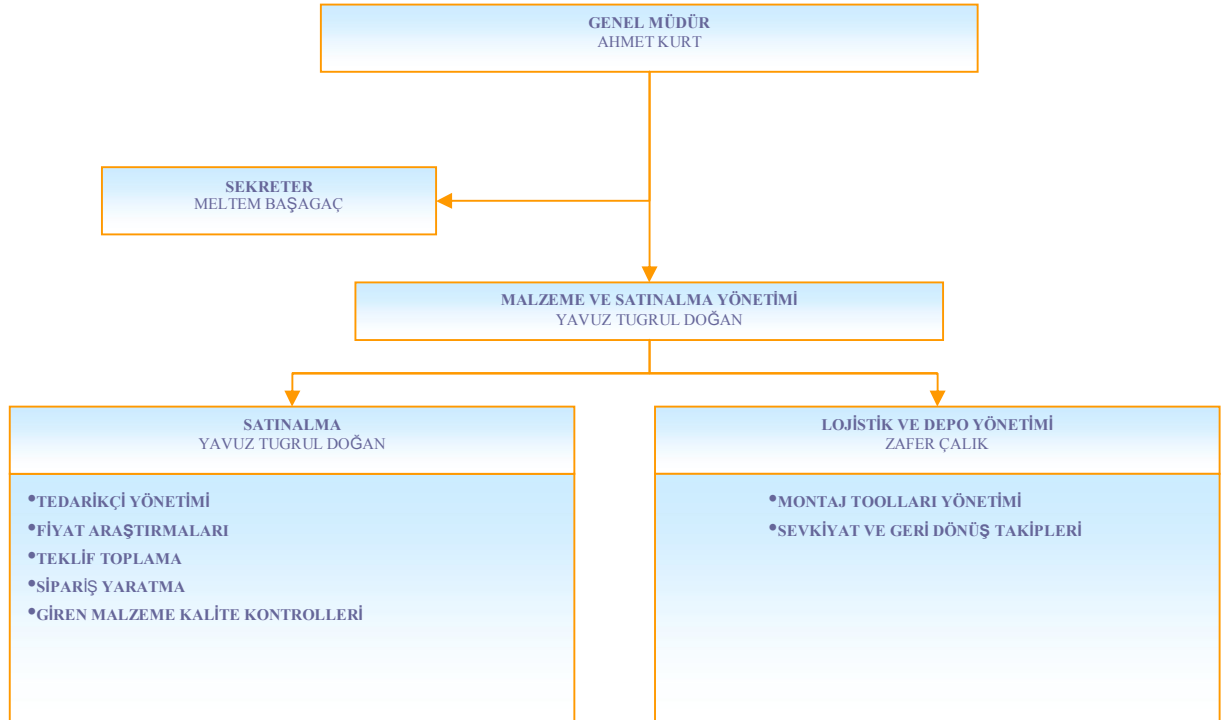 GENEL MÜDÜR
AHMET KURT
SEKRETER
MELTEM BAŞAGAÇ
MALZEME VE SATINALMA YÖNETİMİ
YAVUZ TUGRUL DOĞAN
SATINALMA
YAVUZ TUGRUL DOĞAN
•TEDARİKÇİ YÖNETİMİ
•FİYAT ARAŞTIRMALARI
•TEKLİF TOPLAMA
•SİPARİŞ YARATMA
•GİREN MALZEME KALİTE KONTROLLERİ
LOJİSTİK VE DEPO YÖNETİMİ
ZAFER ÇALIK
•MONTAJ TOOLLARI YÖNETİMİ
•SEVKİYAT VE GERİ DÖNÜŞ TAKİPLERİ